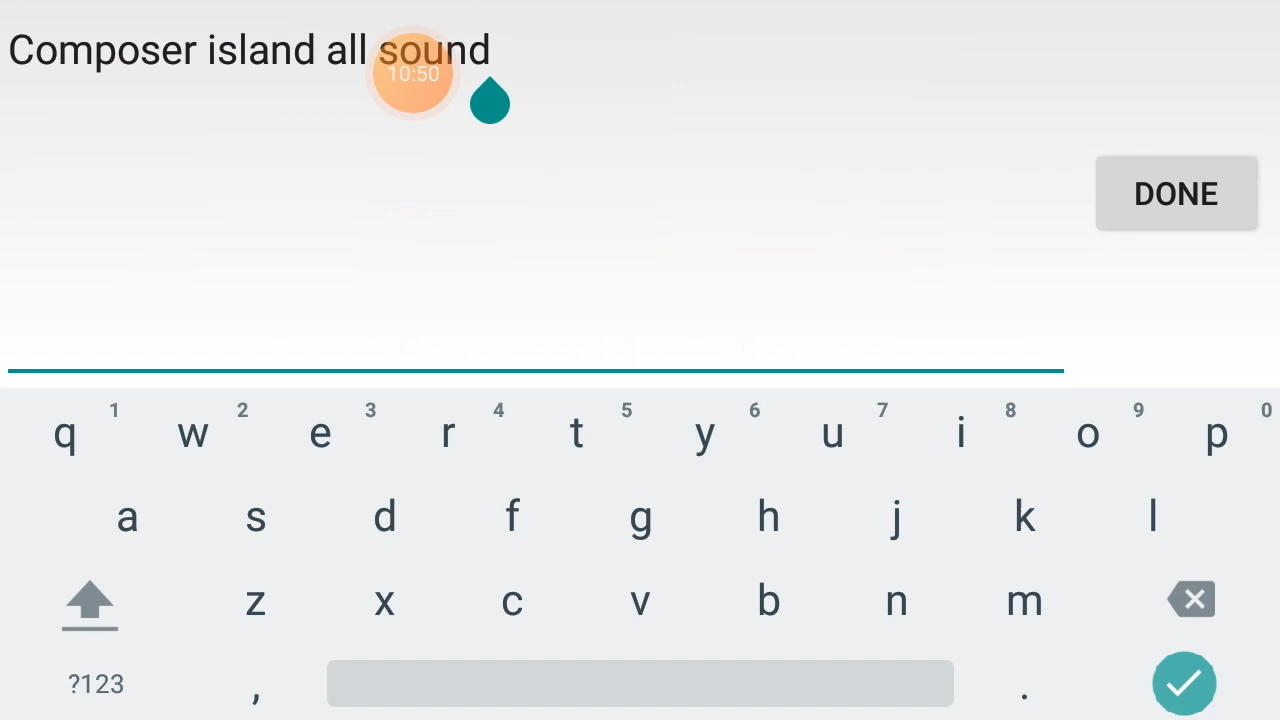 Composer island all sound
10:50
DONE
1 2 3 4 5 6 7 8 9 0
q w e r t y u i o p
a s d f g h j k l
z x c v b n m
?123 , .